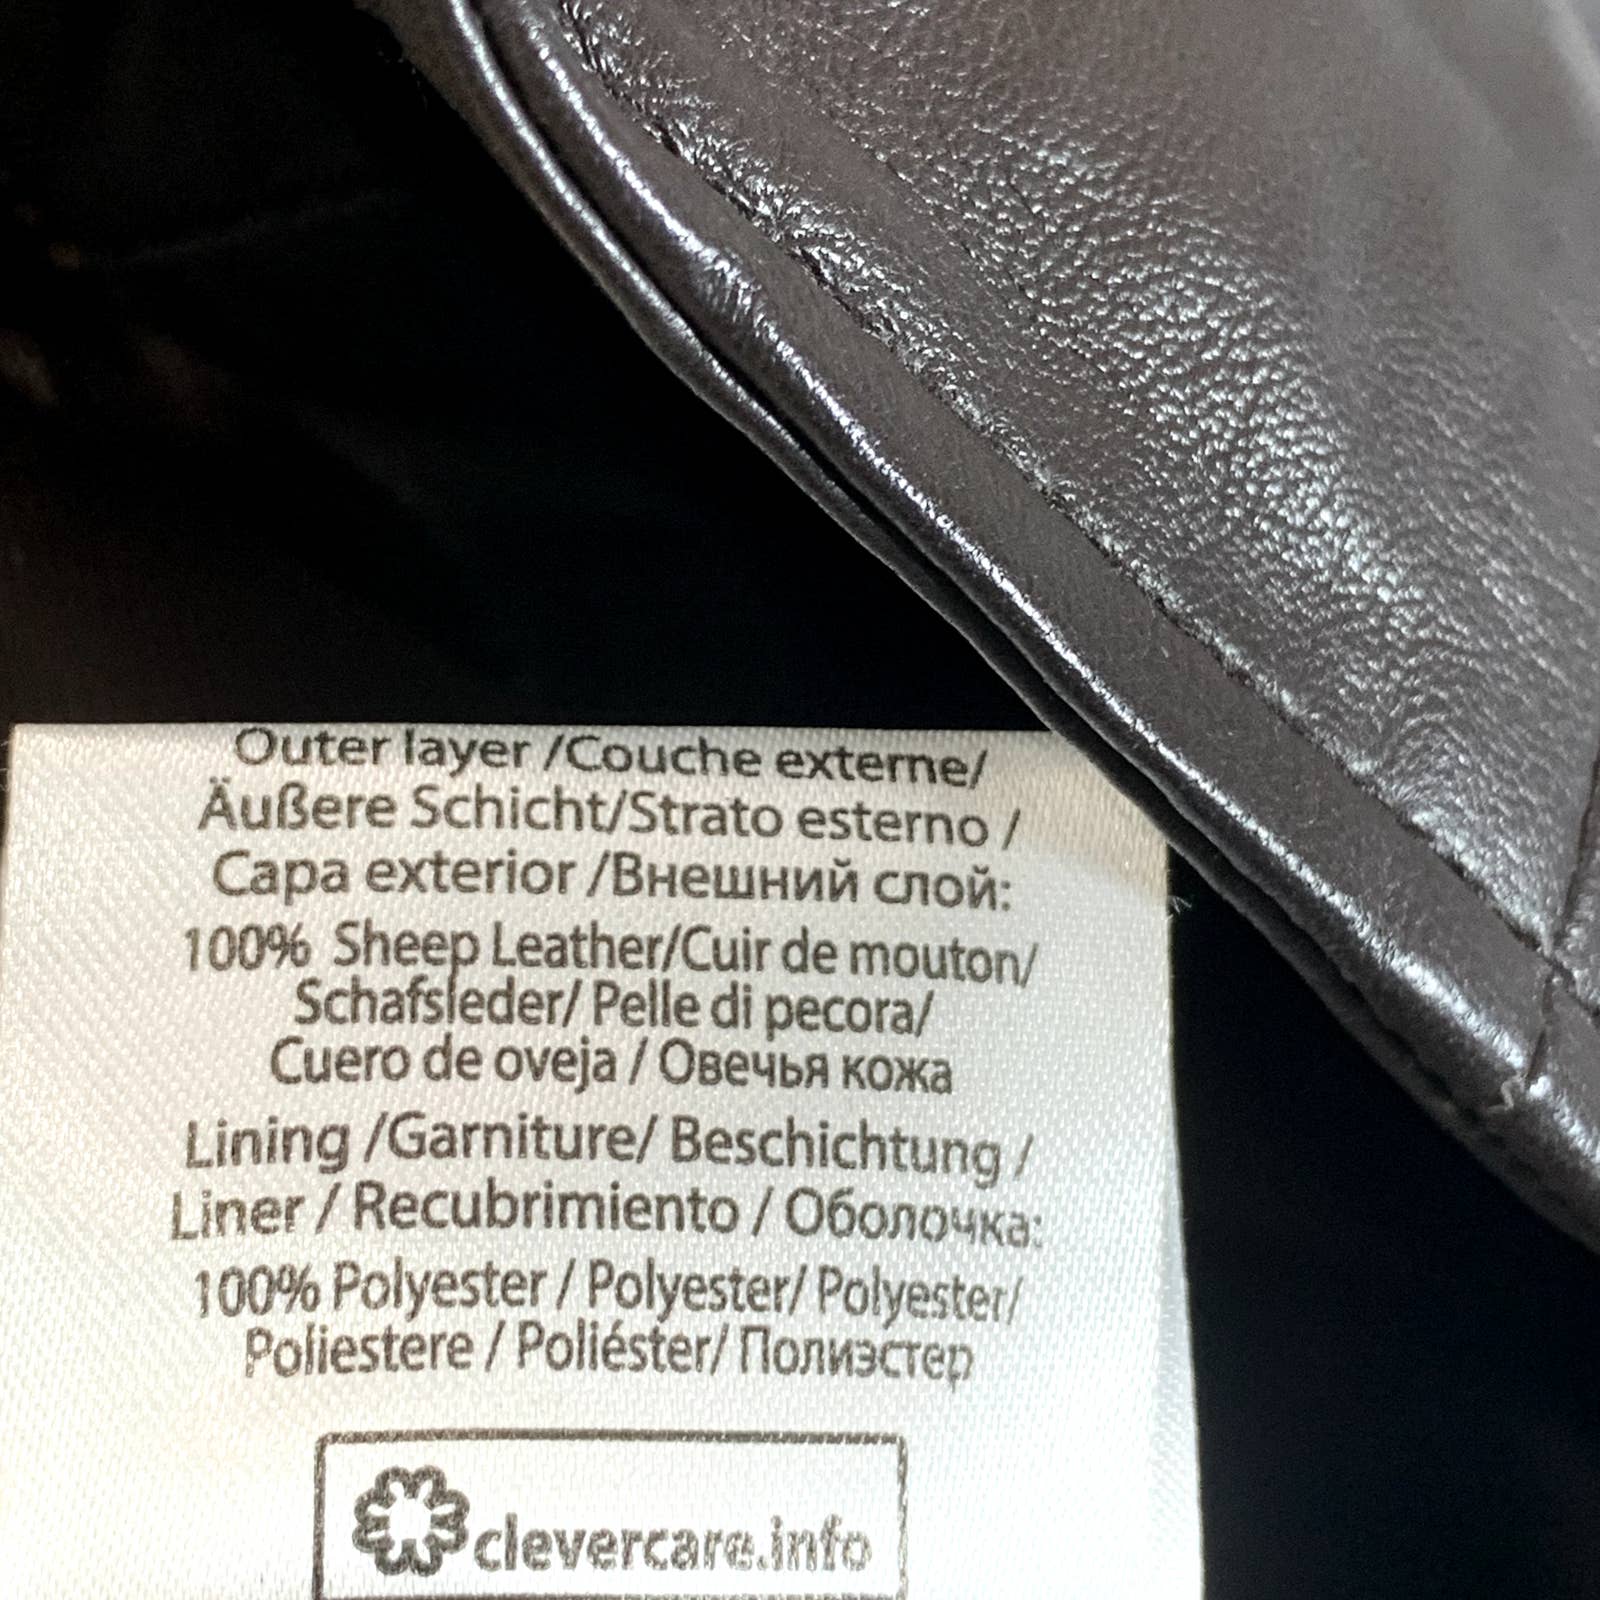 Outer layer /Couche externe/
Äußere Schicht/Strato esterno /
Capa exterior /Внешний слой:
100% Sheep Leather/Cuir de mouton/
Schafsleder/ Pelle di pecora/
Cuero de oveja / Овечья кожа
Lining /Garniture/ Beschichtung /
Liner / Recubrimiento / Оболочка:
100% Polyester / Polyester/ Polyester/
Poliestere / Poliéster/ Полиэстер
clevercare.info